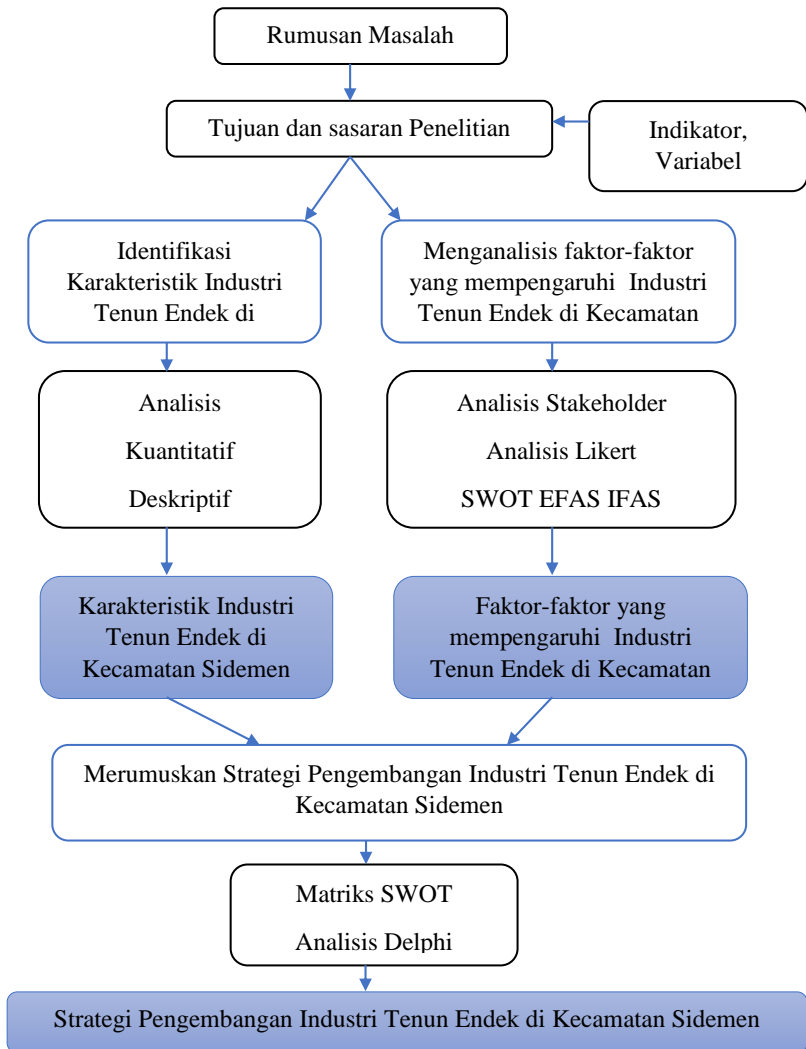 Rumusan Masalah
Tujuan dan sasaran Penelitian
Indikator,
Variabel
Identifikasi
Karakteristik Industri
Tenun Endek di
Menganalisis faktor-faktor
yang mempengaruhi Industri
Tenun Endek di Kecamatan
Analisis
Kuantitatif
Deskriptif
Analisis Stakeholder
Analisis Likert
SWOT EFAS IFAS
Karakteristik Industri
Tenun Endek di
Kecamatan Sidemen
Faktor-faktor yang
mempengaruhi Industri
Tenun Endek di Kecamatan
Merumuskan Strategi Pengembangan Industri Tenun Endek di
Kecamatan Sidemen
Matriks SWOT
Analisis Delphi
Strategi Pengembangan Industri Tenun Endek di Kecamatan Sidemen